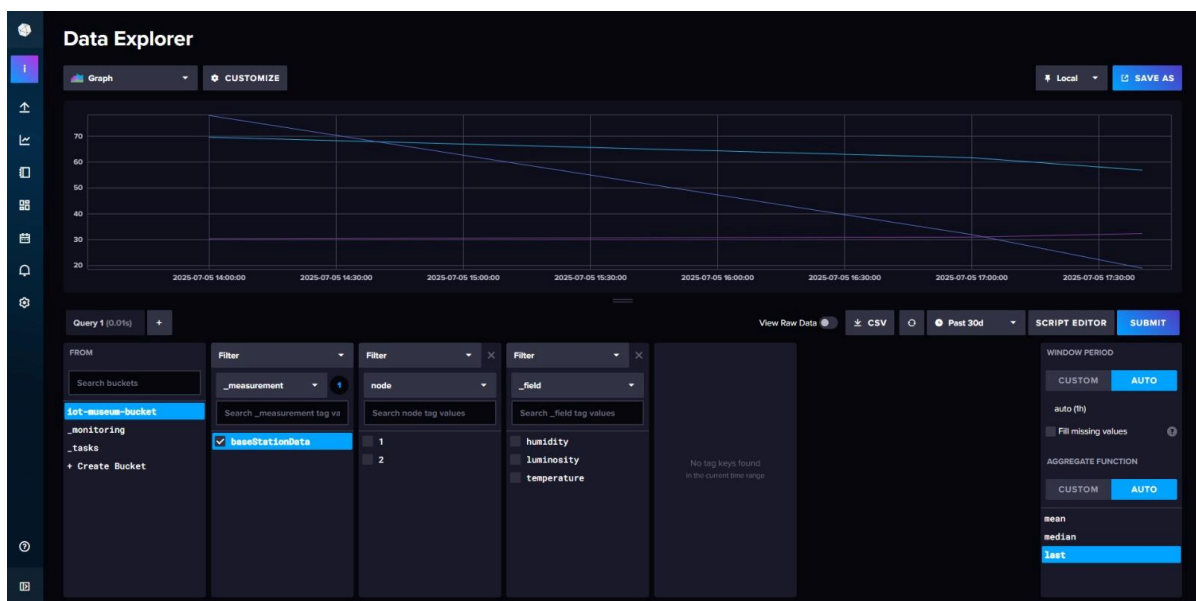 Data Explorer
i
Graph
CUSTOMIZE
Local
SAVE AS
70
60
50
40
30
20
2025-07-05 14:00:00 2025-07-05 14:30:00 2025-07-05 15:00:00 2025-07-05 15:30:00 2025-07-05 16:00:00 2025-07-05 16:30:00 2025-07-05 17:00:00 2025-07-05 17:30:00
Query 1 (0.01s) +
View Raw Data
CSV
Past 30d
SCRIPT EDITOR
SUBMIT
FROM
Search buckets
iot-museum-bucket
_monitoring
_tasks
+ Create Bucket
Filter
_measurement 1
Search _measurement tag va
baseStationData
Filter
node
Search node tag values
1
2
Filter
_field
Search _field tag values
humidity
luminosity
temperature
No tag keys found
in the current time range
WINDOW PERIOD
CUSTOM AUTO
auto (1h)
Fill missing values ?
AGGREGATE FUNCTION
CUSTOM AUTO
mean
median
last